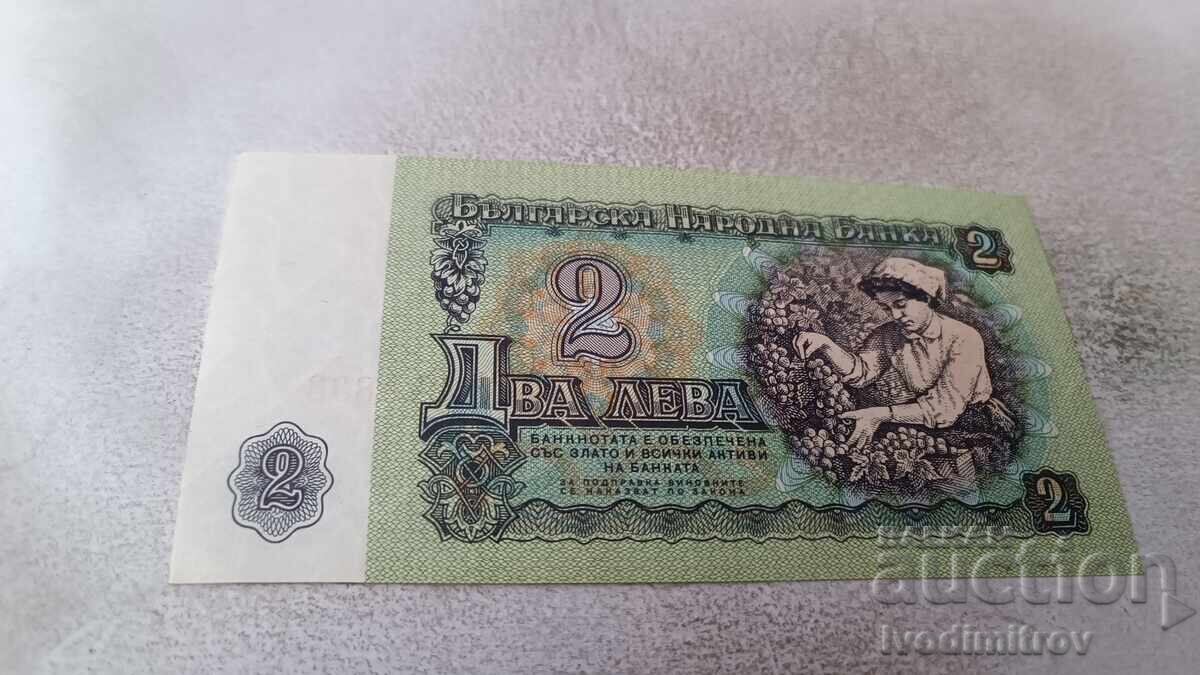 БЪЛГАРСКА НАРОДНА БАНКА
2
2
ДВА ЛЕВА
БАНКНОТАТА Е ОБЕЗПЕЧЕНА
СЪС ЗЛАТО И ВСИЧКИ АКТИВИ
НА БАНКАТА
ЗА ПОДПРАВКА ВИНОВНИТЕ
СЕ НАКАЗВАТ ПО ЗАКОНА
2
2
auction
Ivodimitrov